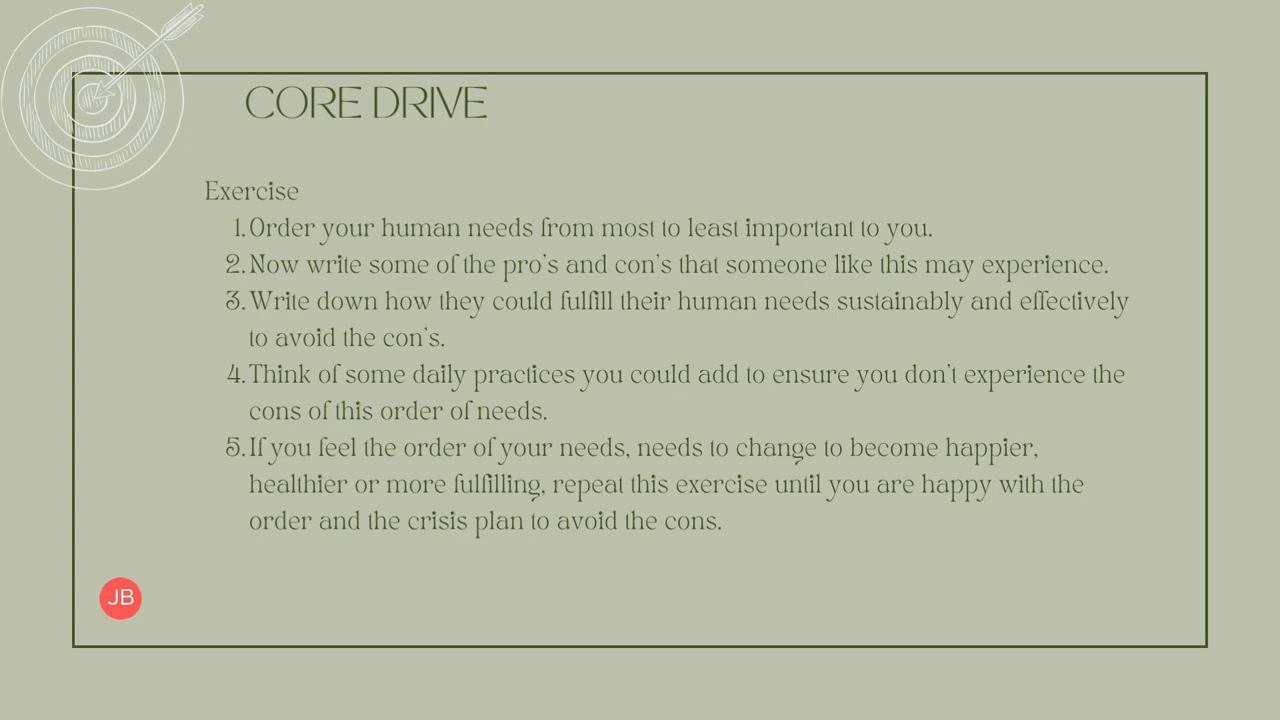 CORE DRIVE
Exercise
1. Order your human needs from most to least important to you.
2. Now write some of the pro's and con's that someone like this may experience.
3. Write down how they could fulfill their human needs sustainably and effectively
to avoid the con's.
4. Think of some daily practices you could add to ensure you don't experience the
cons of this order of needs.
5. If you feel the order of your needs, needs to change to become happier,
healthier or more fulfilling, repeat this exercise until you are happy with the
order and the crisis plan to avoid the cons.
JB